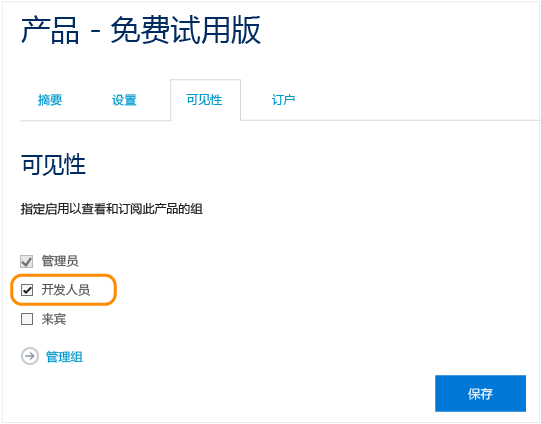 产品 - 免费试用版
摘要 设置 可见性 订户
可见性
指定启用以查看和订阅此产品的组
管理员
开发人员
来宾
管理组
保存